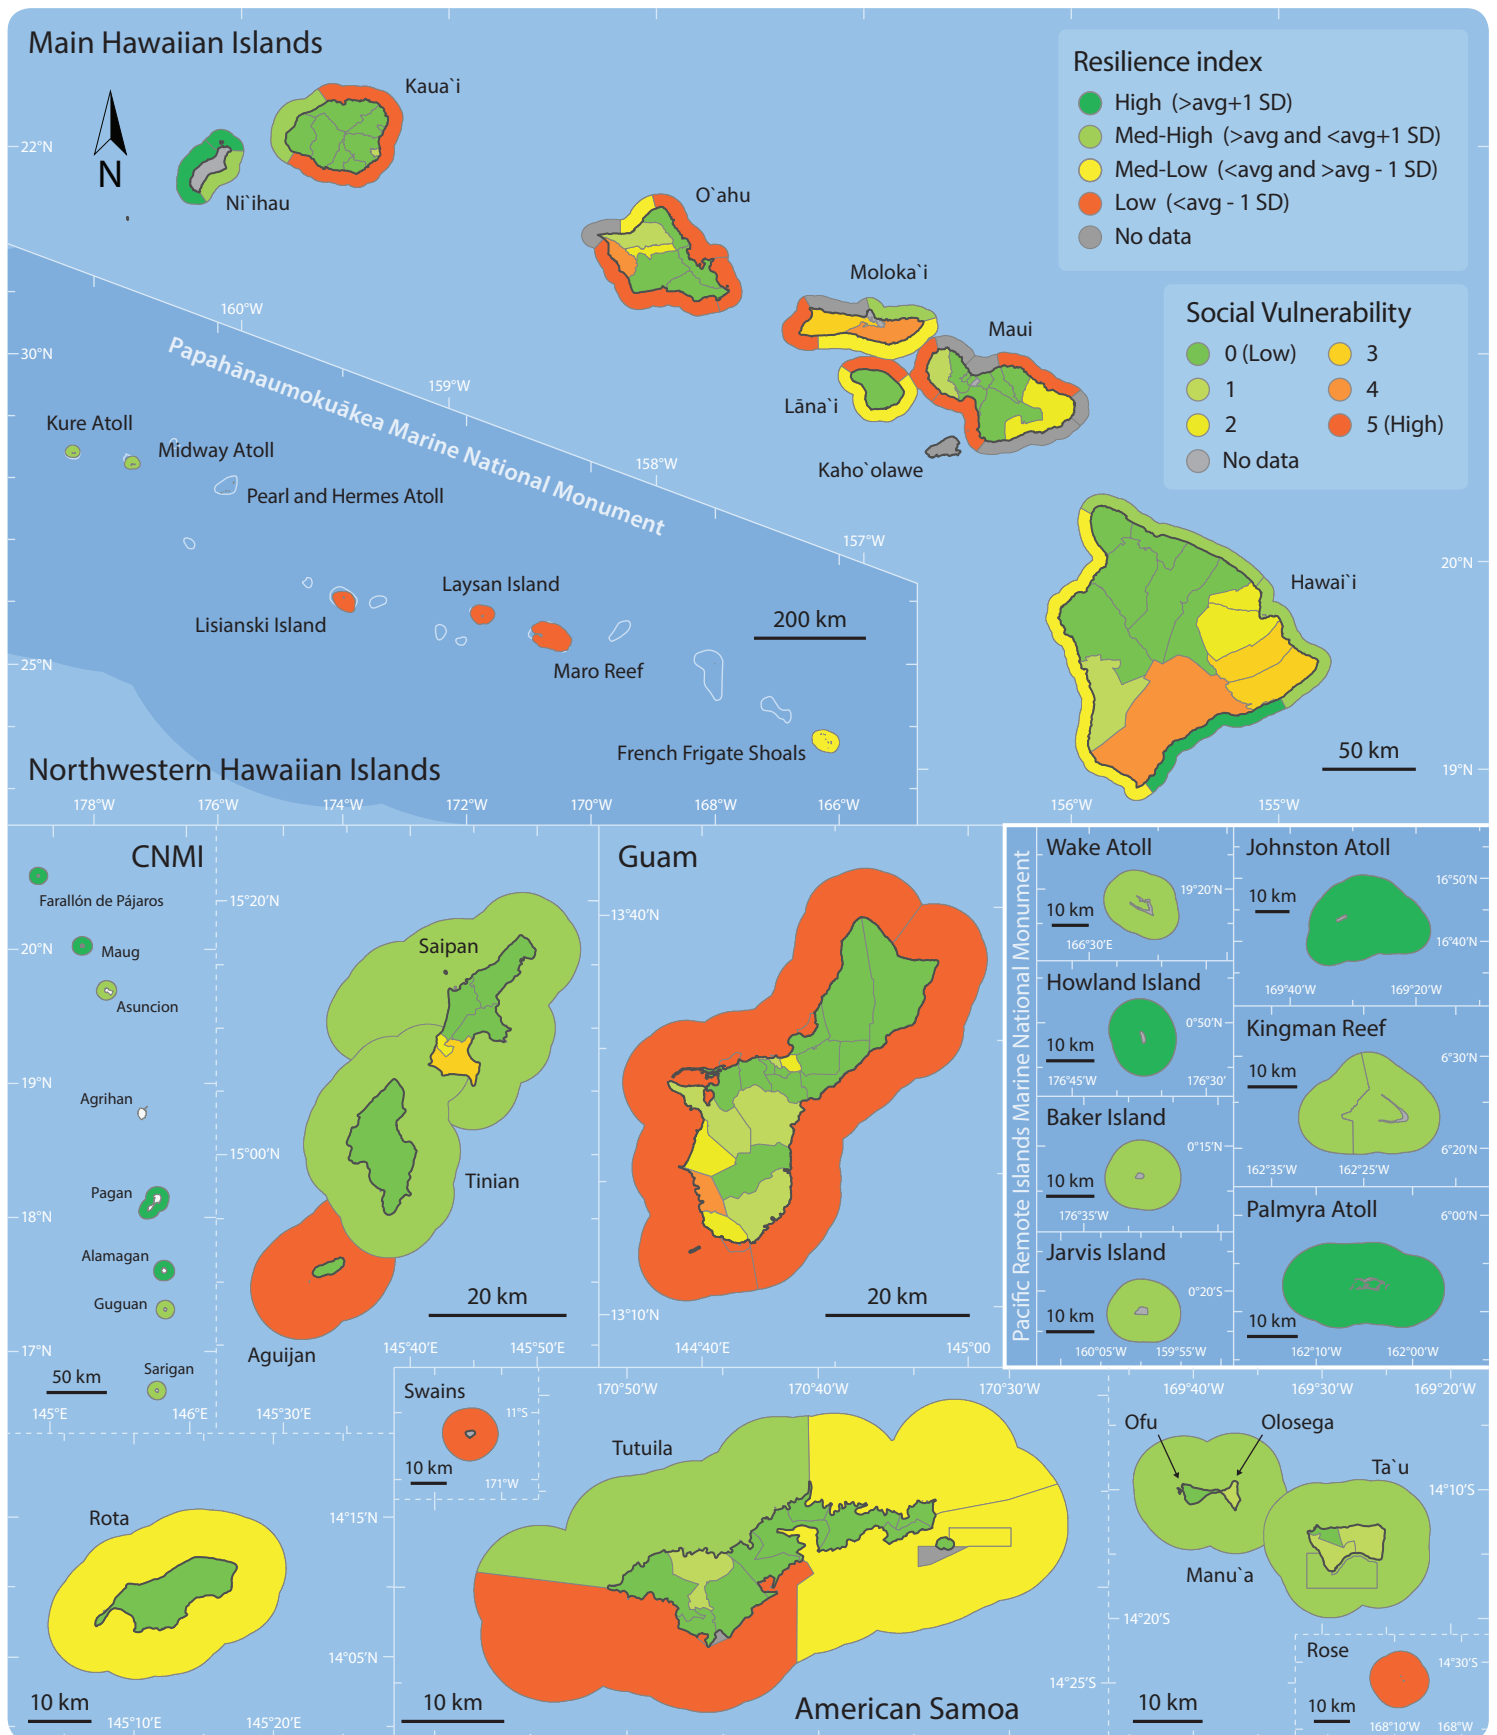 Main Hawaiian Islands
Kaua`i
Ni`ihau
O`ahu
Moloka`i
Maui
Lāna`i
Kaho`olawe
Hawai`i
N
22°N
30°N
25°N
20°N
19°N
160°W
159°W
158°W
157°W
156°W
155°W
50 km
Resilience index
High (>avg+1 SD)
Med-High (>avg and <avg+1 SD)
Med-Low (<avg and >avg - 1 SD)
Low (<avg - 1 SD)
No data
Social Vulnerability
0 (Low)
1
2
No data
3
4
5 (High)
Papahānaumokuākea Marine National Monument
Kure Atoll
Midway Atoll
Pearl and Hermes Atoll
Lisianski Island
Laysan Island
Maro Reef
French Frigate Shoals
200 km
Northwestern Hawaiian Islands
178°W
176°W
174°W
172°W
170°W
168°W
166°W
CNMI
Farallón de Pájaros
Maug
Asuncion
Agrihan
Pagan
Alamagan
Guguan
Sarigan
20°N
19°N
18°N
17°N
50 km
145°E
146°E
Saipan
Tinian
Aguijan
15°20'N
15°00'N
20 km
145°30'E
145°40'E
145°50'E
Guam
13°40'N
13°10'N
20 km
144°40'E
145°00
Pacific Remote Islands Marine National Monument
Wake Atoll
10 km
19°20'N
166°30'E
Howland Island
10 km
0°50'N
176°45'W
176°30'
Baker Island
10 km
0°15'N
176°35'W
Jarvis Island
10 km
0°20'S
160°05'W
159°55'W
Johnston Atoll
10 km
16°50'N
16°40'N
169°40'W
169°20'W
Kingman Reef
10 km
6°30'N
6°20'N
162°35'W
162°25'W
Palmyra Atoll
6°00'N
10 km
162°10'W
162°00'W
Rota
14°15'N
14°05'N
10 km
145°10'E
145°20'E
Swains
11°S
10 km
171°W
170°50'W
170°40'W
170°30'W
Tutuila
10 km
14°25'S
American Samoa
169°40'W
169°30'W
169°20'W
Ofu
Olosega
Ta`u
Manu`a
14°10'S
14°20'S
10 km
Rose
14°30'S
10 km
168°10'W
168°W